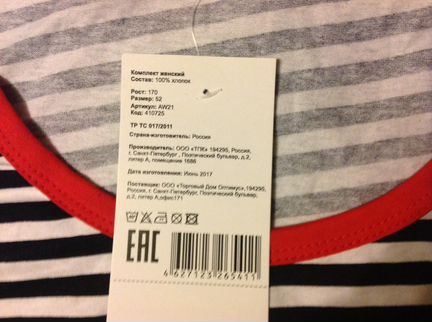 Комплект женский
Состав: 100% хлопок
Рост: 170
Размер: 52
Артикул: AW21
Код: 410725
ТР ТС 017/2011
Страна-изготовитель: Россия
Производитель: ООО «ТПК» 194295, Россия,
г. Санкт-Петербург , Поэтический бульвар, д.2,
литер А, помещение 1686
Дата изготовления: Июнь 2017
Поставщик: ООО «Торговый Дом Оптимус»,194295,
Россия, г. Санкт-Петербург, Поэтический бульвар,
д.2, литер А,офис171
EAC
4627123265411